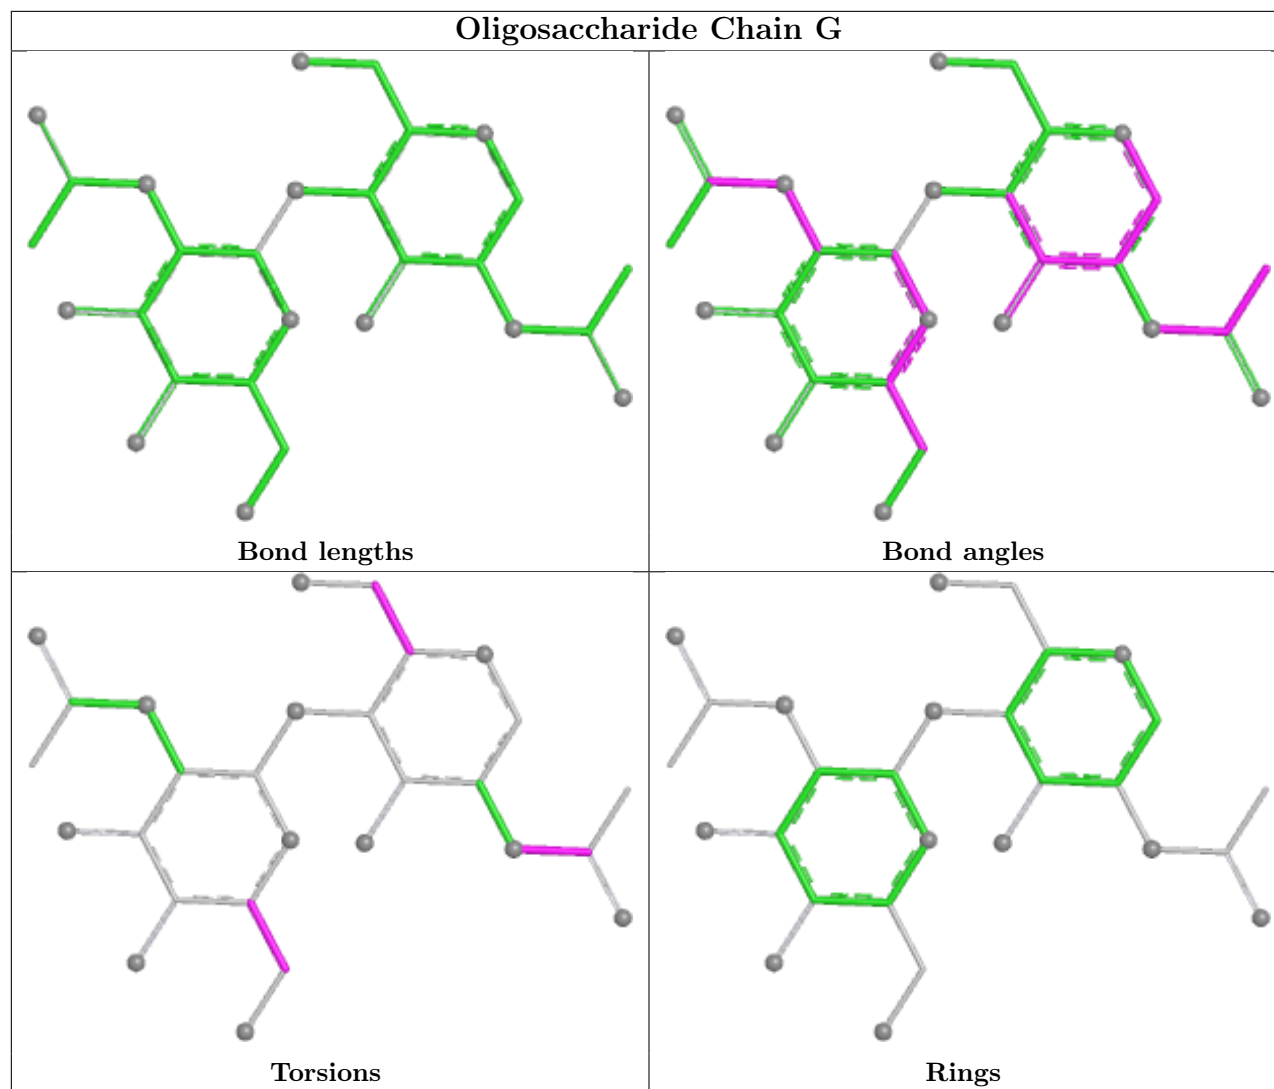 Oligosaccharide Chain G
Bond lengths
Bond angles
Torsions
Rings